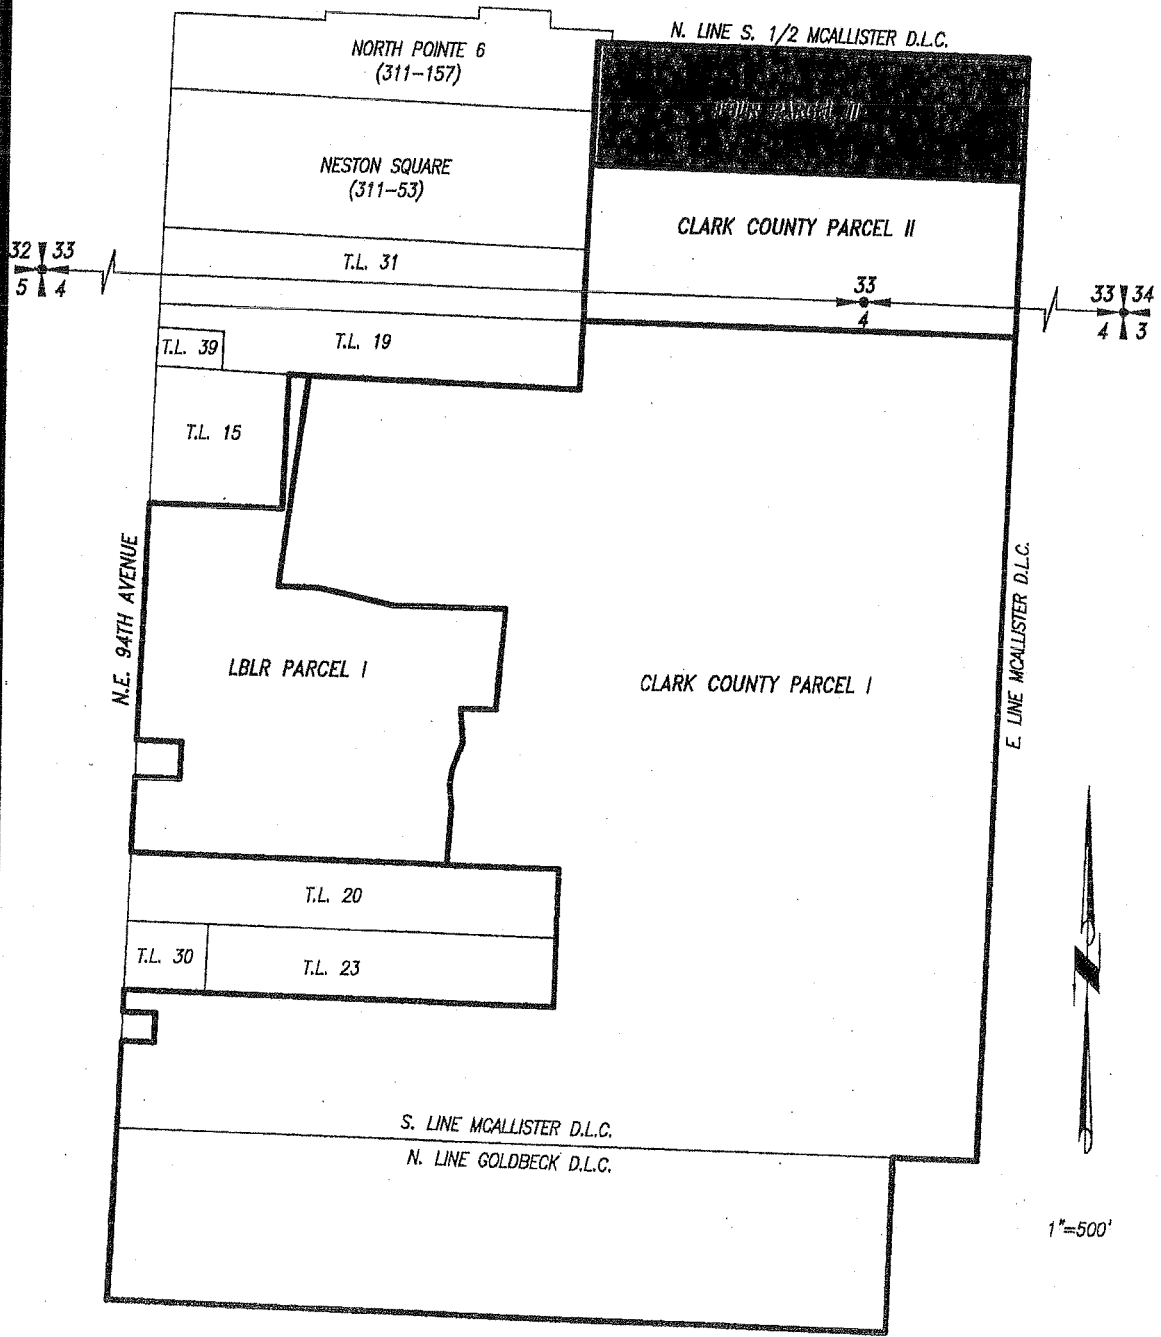 N. LINE S. 1/2 MCALLISTER D.L.C.
NORTH POINTE 6
(311-157)
PARCEL II
NESTON SQUARE
(311-53)
CLARK COUNTY PARCEL II
32 33
5 4
T.L. 31
33
4
33 34
4 3
T.L. 39
T.L. 19
T.L. 15
N.E. 94TH AVENUE
E. LINE MCALLISTER D.L.C.
LBLR PARCEL I
CLARK COUNTY PARCEL I
T.L. 20
T.L. 30
T.L. 23
S. LINE MCALLISTER D.L.C.
N. LINE GOLDBECK D.L.C.
1"=500'